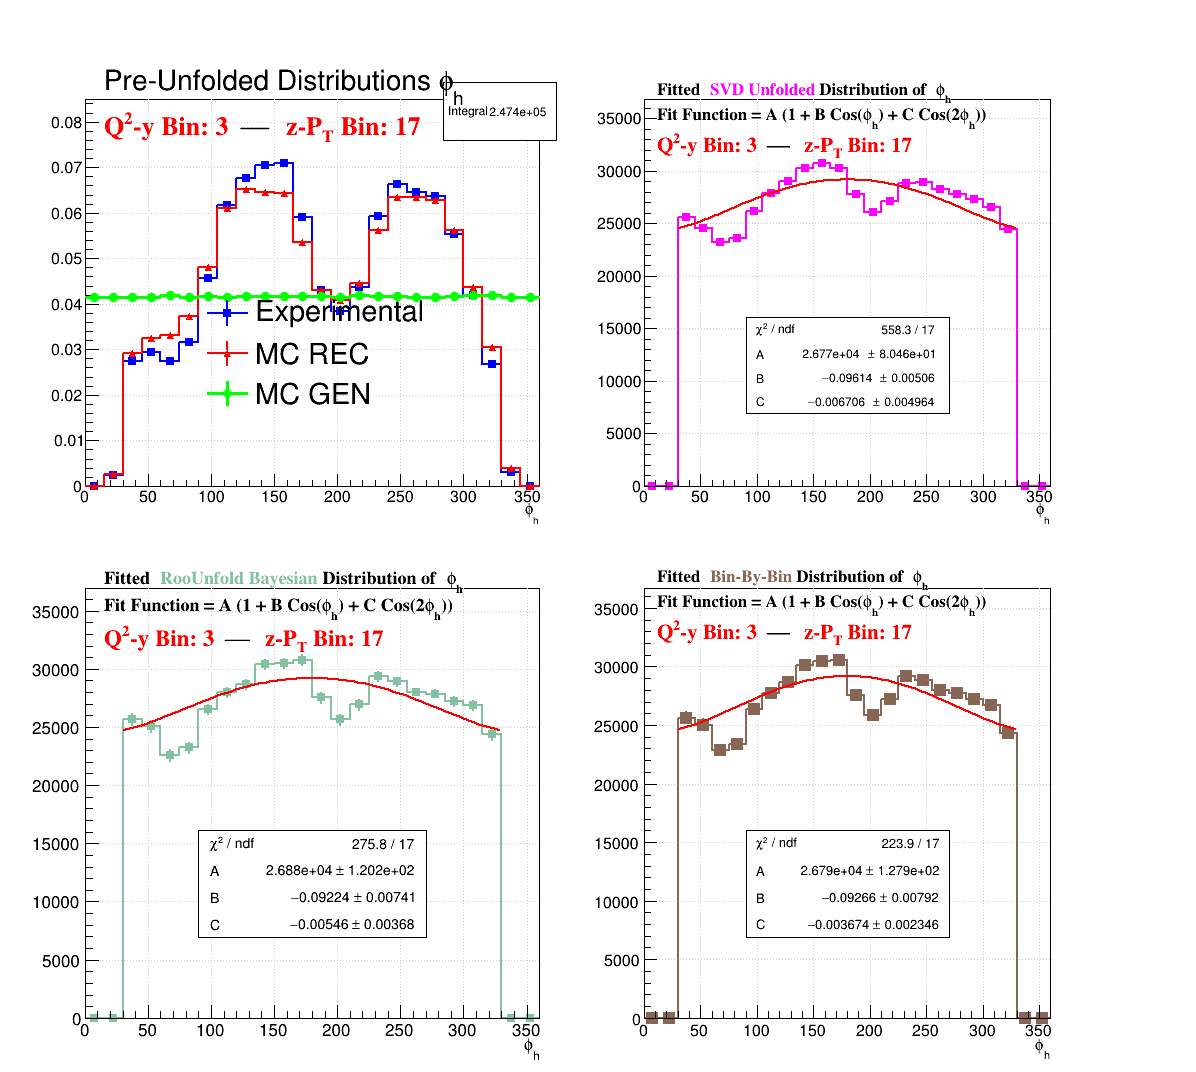 Pre-Unfolded Distributions ϕh
Integral 2.474e+05
Q²-y Bin: 3 — z-PT Bin: 17
0.08
0.07
0.06
0.05
0.04
0.03
0.02
0.01
0
Experimental
MC REC
MC GEN
0 50 100 150 200 250 300 350
ϕh
Fitted SVD Unfolded Distribution of ϕh
Fit Function = A (1 + B Cos(ϕh) + C Cos(2ϕh))
Q²-y Bin: 3 — z-PT Bin: 17
35000
30000
25000
20000
15000
10000
5000
0
χ² / ndf 558.3 / 17
A 2.677e+04 ± 8.046e+01
B −0.09614 ± 0.00506
C −0.006706 ± 0.004964
0 50 100 150 200 250 300 350
ϕh
Fitted RooUnfold Bayesian Distribution of ϕh
Fit Function = A (1 + B Cos(ϕh) + C Cos(2ϕh))
Q²-y Bin: 3 — z-PT Bin: 17
35000
30000
25000
20000
15000
10000
5000
0
χ² / ndf 275.8 / 17
A 2.688e+04 ± 1.202e+02
B −0.09224 ± 0.00741
C −0.00546 ± 0.00368
0 50 100 150 200 250 300 350
ϕh
Fitted Bin-By-Bin Distribution of ϕh
Fit Function = A (1 + B Cos(ϕh) + C Cos(2ϕh))
Q²-y Bin: 3 — z-PT Bin: 17
35000
30000
25000
20000
15000
10000
5000
0
χ² / ndf 223.9 / 17
A 2.679e+04 ± 1.279e+02
B −0.09266 ± 0.00792
C −0.003674 ± 0.002346
0 50 100 150 200 250 300 350
ϕh